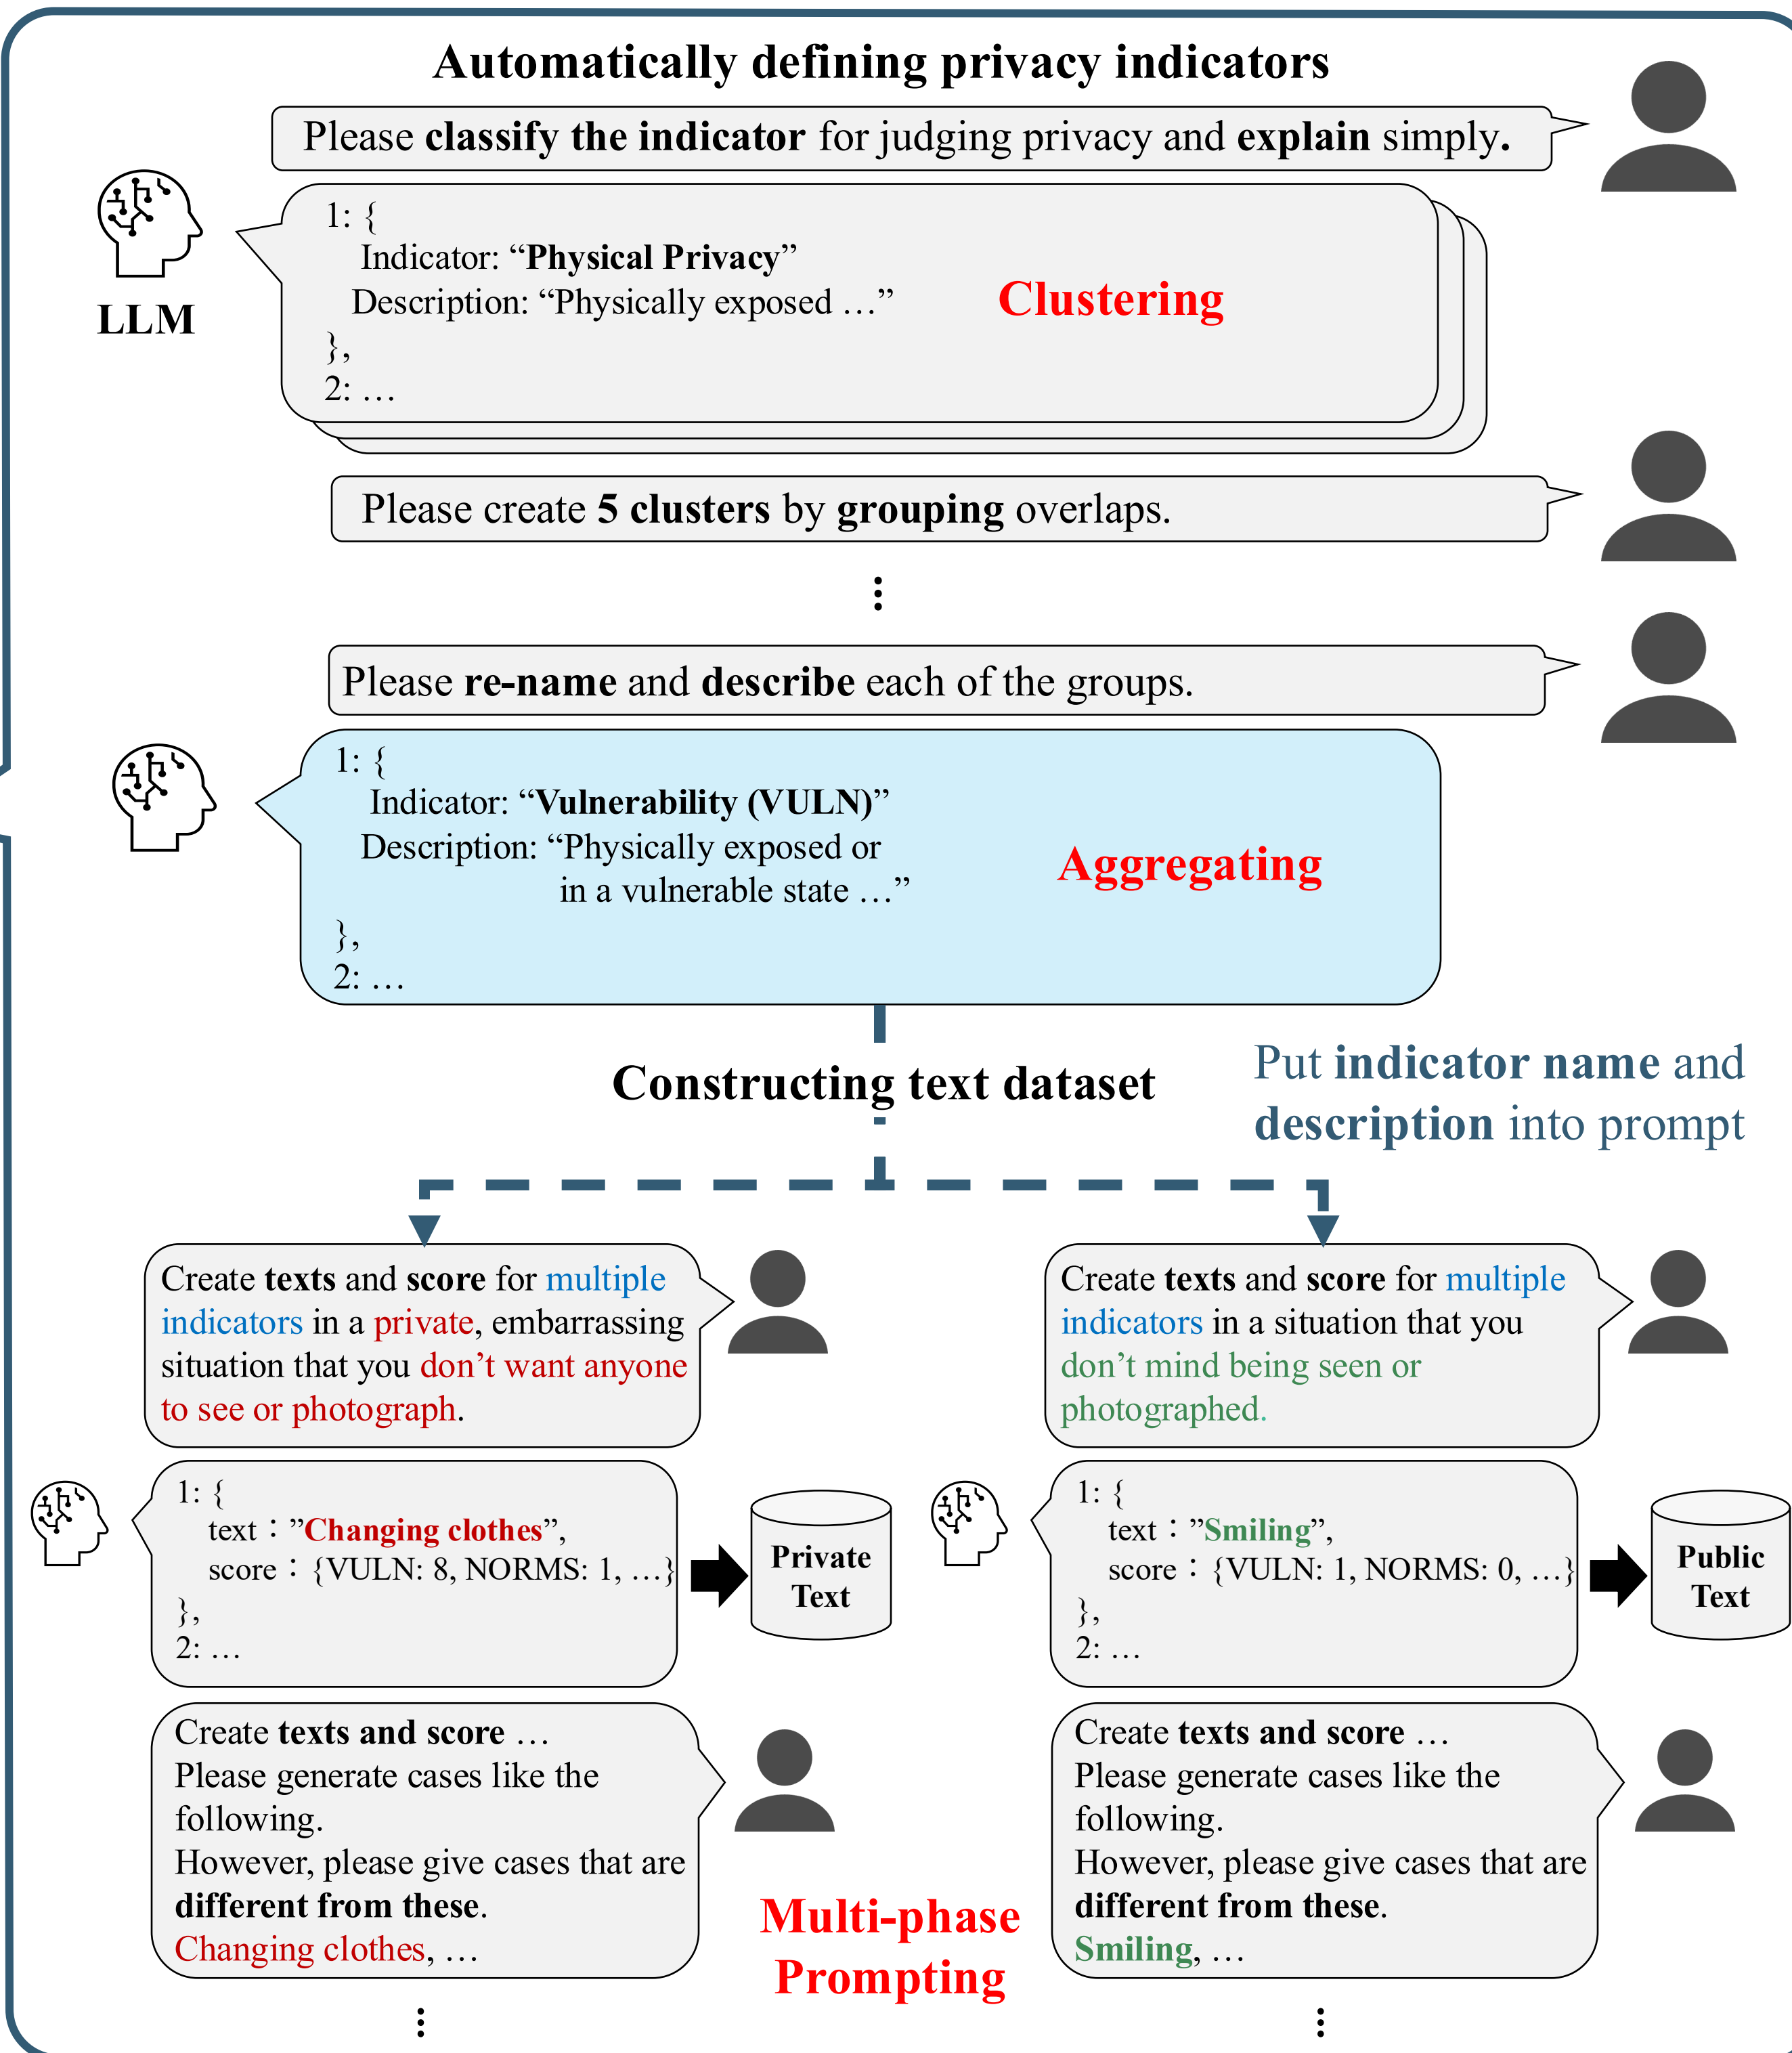 Automatically defining privacy indicators
Please classify the indicator for judging privacy and explain simply.
LLM
1: {
Indicator: “Physical Privacy”
Description: “Physically exposed …”
},
2: …
Clustering
Please create 5 clusters by grouping overlaps.
⋮
Please re-name and describe each of the groups.
1: {
Indicator: “Vulnerability (VULN)”
Description: “Physically exposed or
in a vulnerable state …”
},
2: …
Aggregating
Constructing text dataset
Put indicator name and
description into prompt
Create texts and score for multiple
indicators in a private, embarrassing
situation that you don’t want anyone
to see or photograph.
1: {
text：”Changing clothes”,
score：{VULN: 8, NORMS: 1, …}
},
2: …
Private
Text
Create texts and score …
Please generate cases like the
following.
However, please give cases that are
different from these.
Changing clothes, …
⋮
Multi-phase
Prompting
Create texts and score for multiple
indicators in a situation that you
don’t mind being seen or
photographed.
1: {
text：”Smiling”,
score：{VULN: 1, NORMS: 0, …}
},
2: …
Public
Text
Create texts and score …
Please generate cases like the
following.
However, please give cases that are
different from these.
Smiling, …
⋮